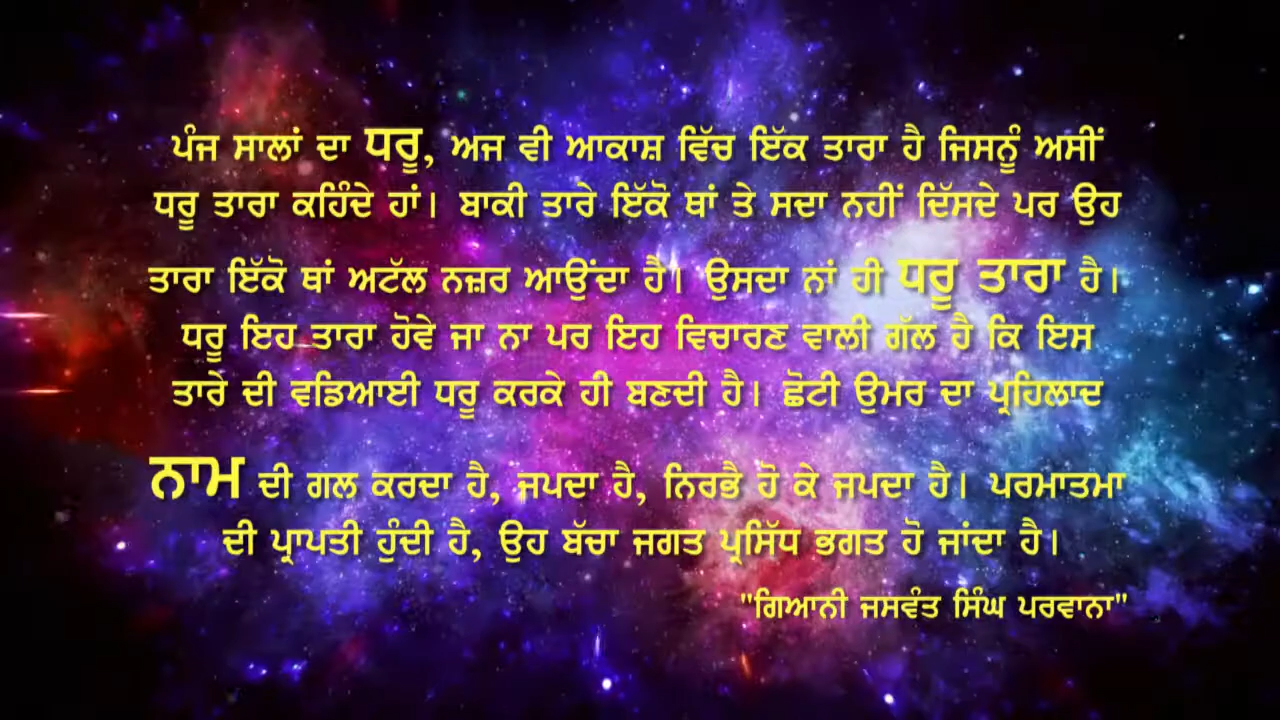 ਪੰਜ ਸਾਲਾਂ ਦਾ ਧਰੂ, ਅਜ ਵੀ ਆਕਾਸ਼ ਵਿੱਚ ਇੱਕ ਤਾਰਾ ਹੈ ਜਿਸਨੂੰ ਅਸੀਂ
ਧਰੂ ਤਾਰਾ ਕਹਿੰਦੇ ਹਾਂ। ਬਾਕੀ ਤਾਰੇ ਇੱਕੋ ਥਾਂ ਤੇ ਸਦਾ ਨਹੀਂ ਦਿੱਸਦੇ ਪਰ ਉਹ
ਤਾਰਾ ਇੱਕੋ ਥਾਂ ਅਟੱਲ ਨਜ਼ਰ ਆਉਂਦਾ ਹੈ। ਉਸਦਾ ਨਾਂ ਹੀ ਧਰੂ ਤਾਰਾ ਹੈ।
ਧਰੂ ਇਹ ਤਾਰਾ ਹੋਵੇ ਜਾ ਨਾ ਪਰ ਇਹ ਵਿਚਾਰਣ ਵਾਲੀ ਗੱਲ ਹੈ ਕਿ ਇਸ
ਤਾਰੇ ਦੀ ਵਡਿਆਈ ਧਰੂ ਕਰਕੇ ਹੀ ਬਣਦੀ ਹੈ। ਛੋਟੀ ਉਮਰ ਦਾ ਪ੍ਰਹਿਲਾਦ
ਨਾਮ ਦੀ ਗਲ ਕਰਦਾ ਹੈ, ਜਪਦਾ ਹੈ, ਨਿਰਭੈ ਹੋ ਕੇ ਜਪਦਾ ਹੈ। ਪਰਮਾਤਮਾ
ਦੀ ਪ੍ਰਾਪਤੀ ਹੁੰਦੀ ਹੈ, ਉਹ ਬੱਚਾ ਜਗਤ ਪ੍ਰਸਿੱਧ ਭਗਤ ਹੋ ਜਾਂਦਾ ਹੈ।
"ਗਿਆਨੀ ਜਸਵੰਤ ਸਿੰਘ ਪਰਵਾਨਾ"